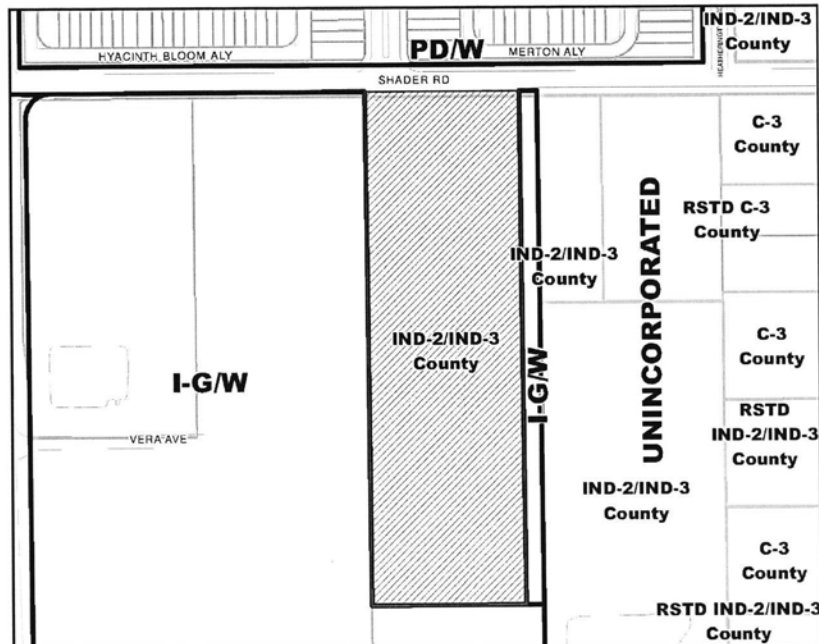 IND-2/IND-3
County
HYACINTH BLOOM ALY
PD/W
MERTON ALY
SHADER RD
C-3
County
UNINCORPORATED
RSTD C-3
County
IND-2/IND-3
County
IND-2/IND-3
County
C-3
County
I-G/W
I-G/W
VERA AVE
RSTD
IND-2/IND-3
County
IND-2/IND-3
County
C-3
County
RSTD IND-2/IND-3
County